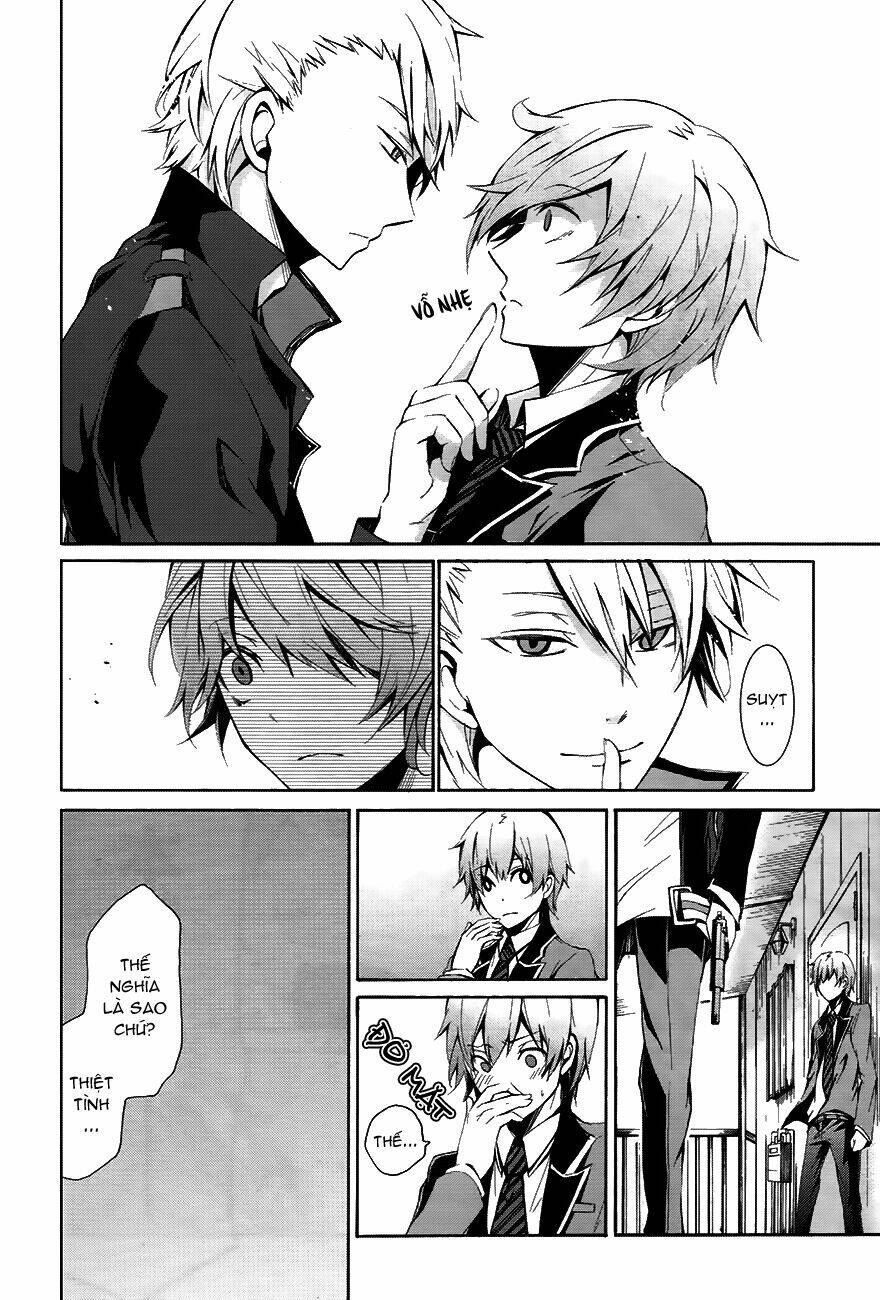 VỖ NHẸ
SUỴT
...
ĐỎ MẶT
THẾ...
THẾ
NGHĨA
LÀ SAO
CHỨ?
THIỆT
TÌNH
...